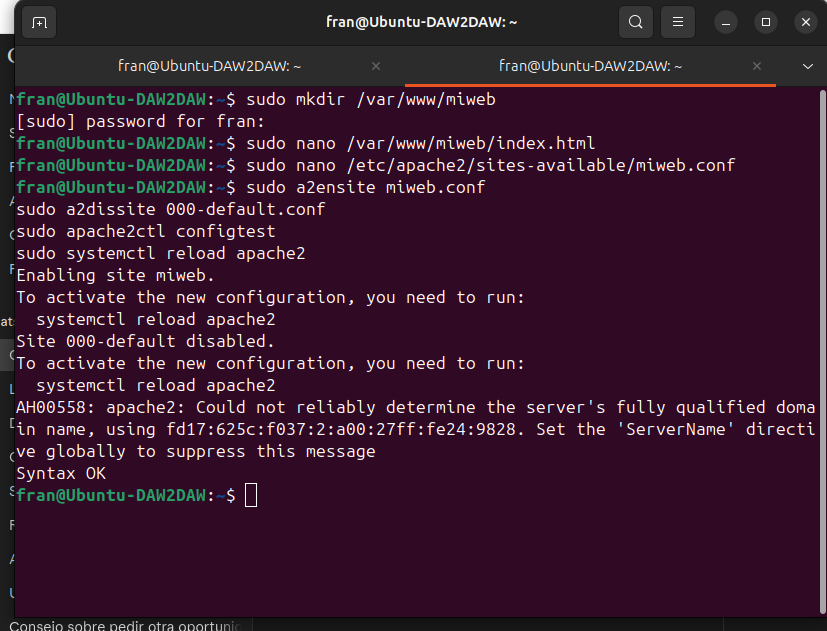 fran@Ubuntu-DAW2DAW: ~
fran@Ubuntu-DAW2DAW: ~
fran@Ubuntu-DAW2DAW: ~
fran@Ubuntu-DAW2DAW:~$ sudo mkdir /var/www/miweb
[sudo] password for fran:
fran@Ubuntu-DAW2DAW:~$ sudo nano /var/www/miweb/index.html
fran@Ubuntu-DAW2DAW:~$ sudo nano /etc/apache2/sites-available/miweb.conf
fran@Ubuntu-DAW2DAW:~$ sudo a2ensite miweb.conf
sudo a2dissite 000-default.conf
sudo apache2ctl configtest
sudo systemctl reload apache2
Enabling site miweb.
To activate the new configuration, you need to run:
  systemctl reload apache2
Site 000-default disabled.
To activate the new configuration, you need to run:
  systemctl reload apache2
AH00558: apache2: Could not reliably determine the server's fully qualified doma
in name, using fd17:625c:f037:2:a00:27ff:fe24:9828. Set the 'ServerName' directi
ve globally to suppress this message
Syntax OK
fran@Ubuntu-DAW2DAW:~$
Consejo sobre pedir otra